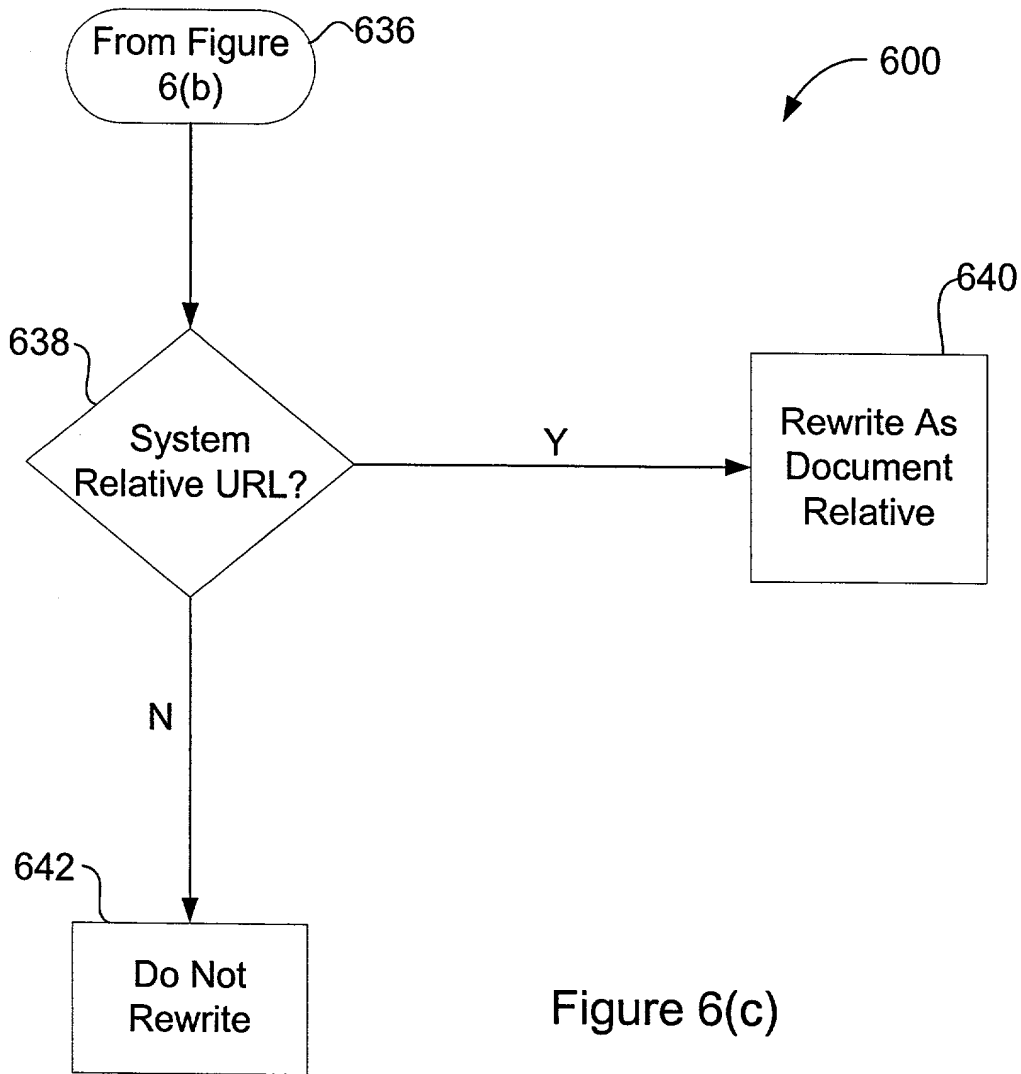 From Figure
6(b)
636
600
640
638
System
Relative URL?
Y
Rewrite As
Document
Relative
N
642
Do Not
Rewrite
Figure 6(c)